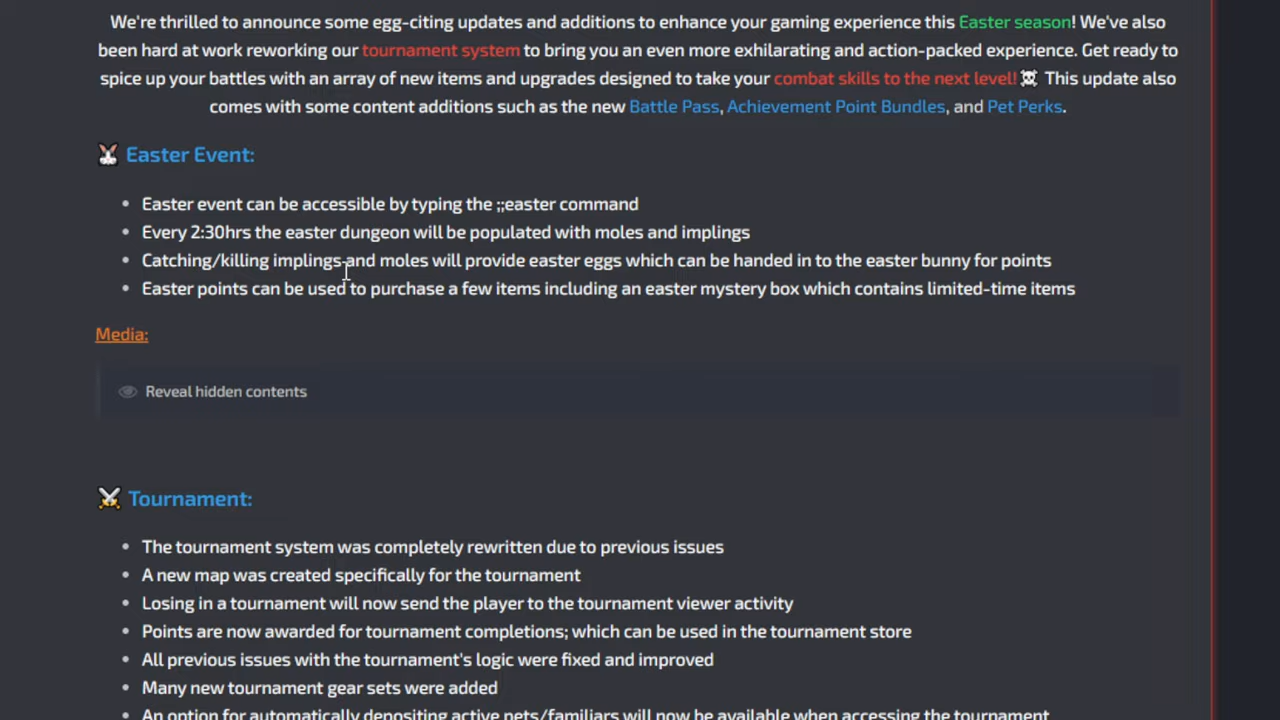 We're thrilled to announce some egg-citing updates and additions to enhance your gaming experience this Easter season! We've also
been hard at work reworking our tournament system to bring you an even more exhilarating and action-packed experience. Get ready to
spice up your battles with an array of new items and upgrades designed to take your combat skills to the next level! This update also
comes with some content additions such as the new Battle Pass, Achievement Point Bundles, and Pet Perks.
Easter Event:
Easter event can be accessible by typing the ;;easter command
Every 2:30hrs the easter dungeon will be populated with moles and implings
Catching/killing implings and moles will provide easter eggs which can be handed in to the easter bunny for points
Easter points can be used to purchase a few items including an easter mystery box which contains limited-time items
Media:
Reveal hidden contents
Tournament:
The tournament system was completely rewritten due to previous issues
A new map was created specifically for the tournament
Losing in a tournament will now send the player to the tournament viewer activity
Points are now awarded for tournament completions; which can be used in the tournament store
All previous issues with the tournament's logic were fixed and improved
Many new tournament gear sets were added
An option for automatically depositing active pets/familiars will now be available when accessing the tournament